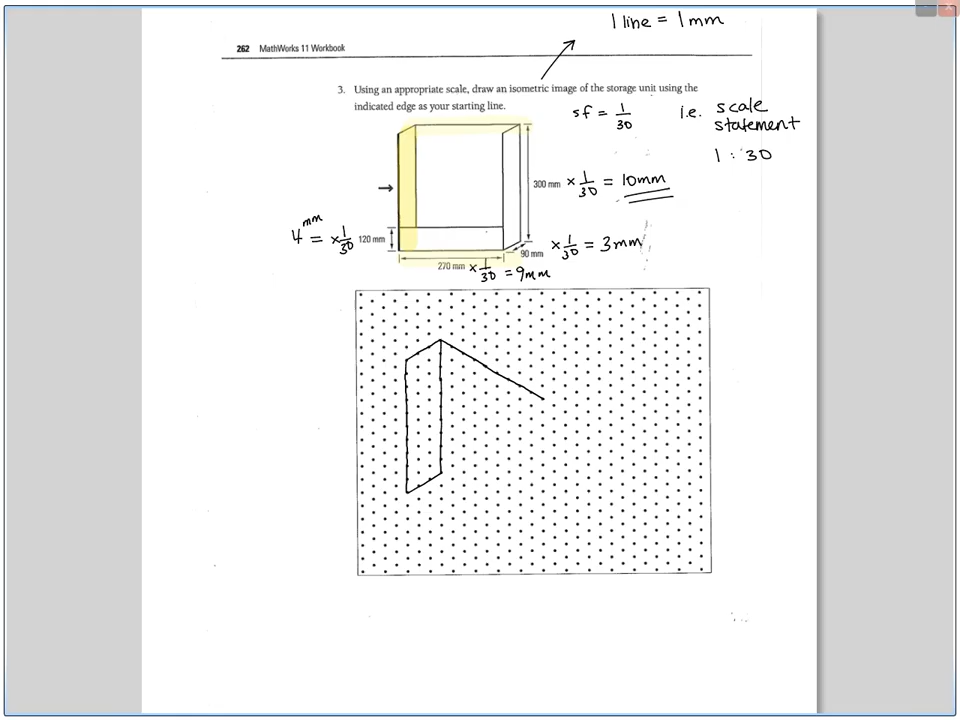 1 line = 1 mm
262 MathWorks 11 Workbook
3. Using an appropriate scale, draw an isometric image of the storage unit using the
indicated edge as your starting line.
sf = 1/30
i.e. scale
statement
1 : 30
300 mm × 1/30 = 10mm
4 mm = × 1/30 120 mm
90 mm × 1/30 = 3mm
270 mm × 1/30 = 9mm